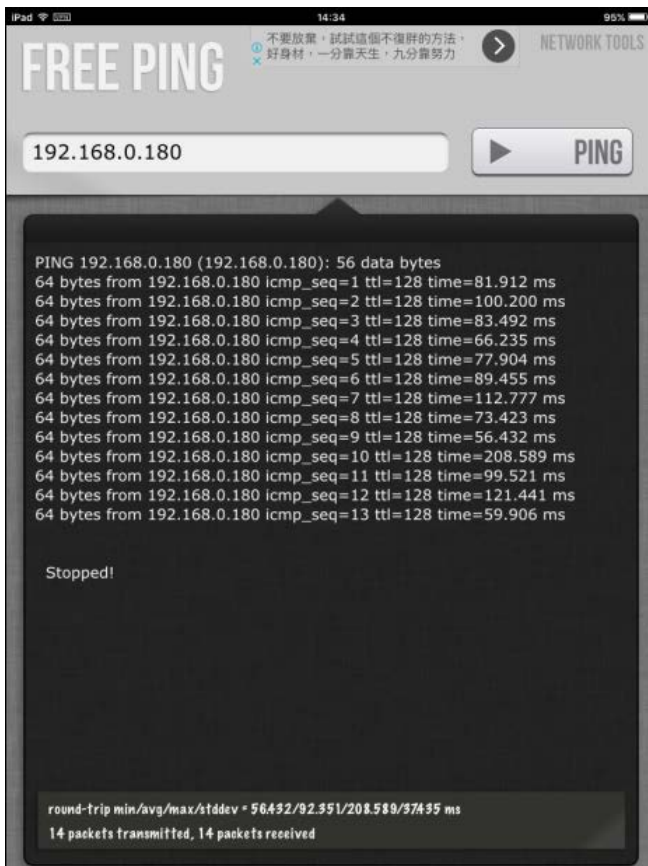 iPad VPN 14:34 95%
FREE PING
不要放棄，試試這個不復胖的方法，
好身材，一分靠天生，九分靠努力
NETWORK TOOLS
192.168.0.180
PING
PING 192.168.0.180 (192.168.0.180): 56 data bytes
64 bytes from 192.168.0.180 icmp_seq=1 ttl=128 time=81.912 ms
64 bytes from 192.168.0.180 icmp_seq=2 ttl=128 time=100.200 ms
64 bytes from 192.168.0.180 icmp_seq=3 ttl=128 time=83.492 ms
64 bytes from 192.168.0.180 icmp_seq=4 ttl=128 time=66.235 ms
64 bytes from 192.168.0.180 icmp_seq=5 ttl=128 time=77.904 ms
64 bytes from 192.168.0.180 icmp_seq=6 ttl=128 time=89.455 ms
64 bytes from 192.168.0.180 icmp_seq=7 ttl=128 time=112.777 ms
64 bytes from 192.168.0.180 icmp_seq=8 ttl=128 time=73.423 ms
64 bytes from 192.168.0.180 icmp_seq=9 ttl=128 time=56.432 ms
64 bytes from 192.168.0.180 icmp_seq=10 ttl=128 time=208.589 ms
64 bytes from 192.168.0.180 icmp_seq=11 ttl=128 time=99.521 ms
64 bytes from 192.168.0.180 icmp_seq=12 ttl=128 time=121.441 ms
64 bytes from 192.168.0.180 icmp_seq=13 ttl=128 time=59.906 ms
Stopped!
round-trip min/avg/max/stddev = 56.432/92.351/208.589/37.435 ms
14 packets transmitted, 14 packets received